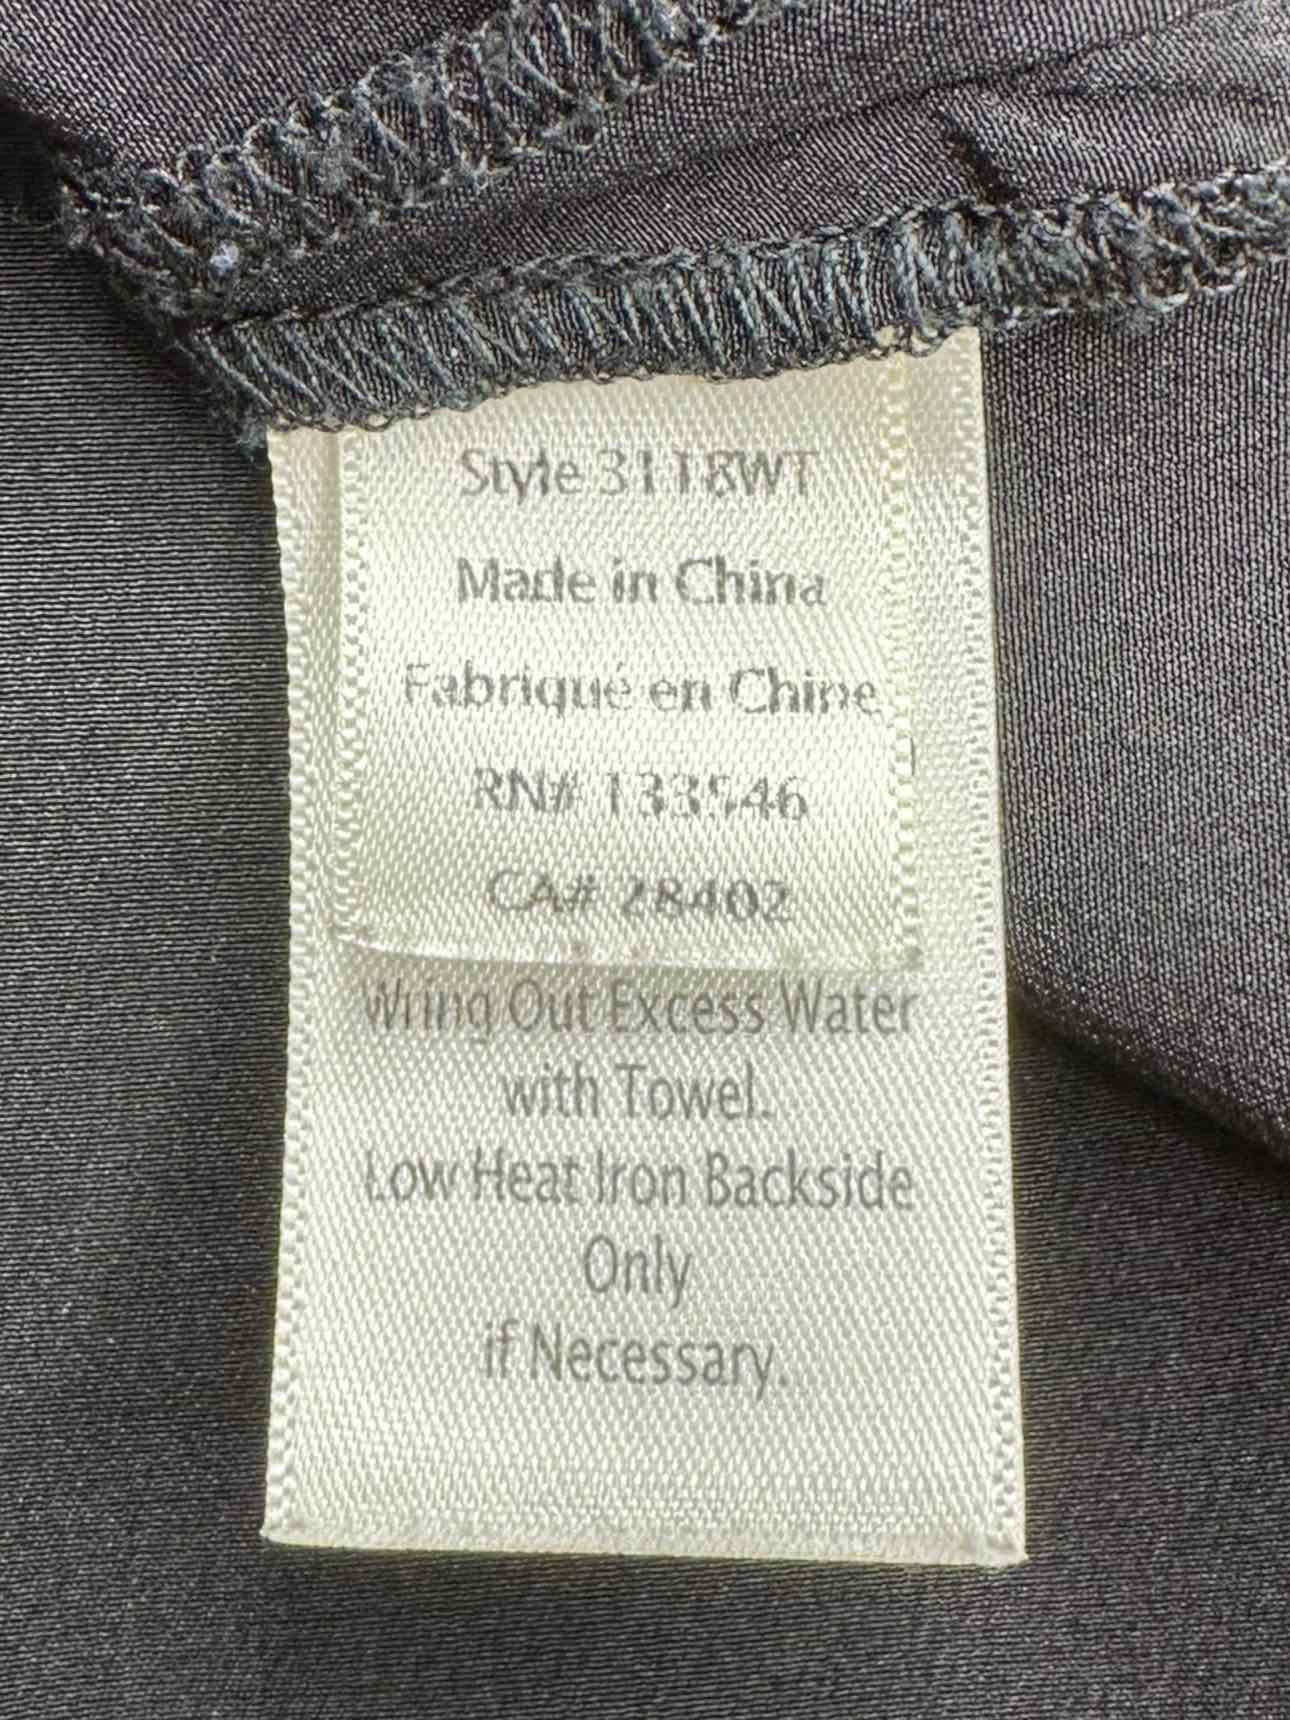 Style 3118WT
Made in China
Fabriqué en Chine
RN# 133546
CA# 28402
Wring Out Excess Water
with Towel.
Low Heat Iron Backside
Only
if Necessary.